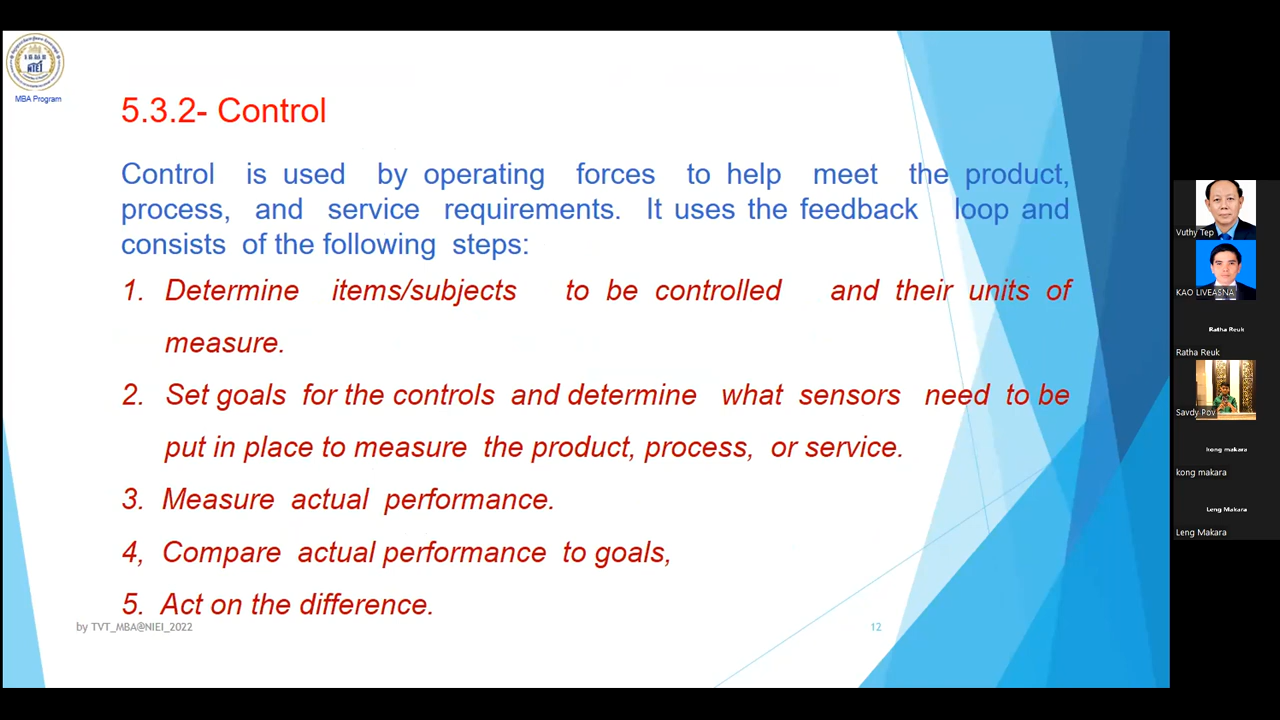 MBA Program
5.3.2- Control
Control is used by operating forces to help meet the product,
process, and service requirements. It uses the feedback loop and
consists of the following steps:
1. Determine items/subjects to be controlled and their units of
measure.
2. Set goals for the controls and determine what sensors need to be
put in place to measure the product, process, or service.
3. Measure actual performance.
4, Compare actual performance to goals,
5. Act on the difference.
by TVT_MBA@NIEI_2022
12
Vuthy Tep
KAO LIVEASNA
Ratha Reuk
Ratha Reuk
Savdy Pov
kong makara
kong makara
Leng Makara
Leng Makara